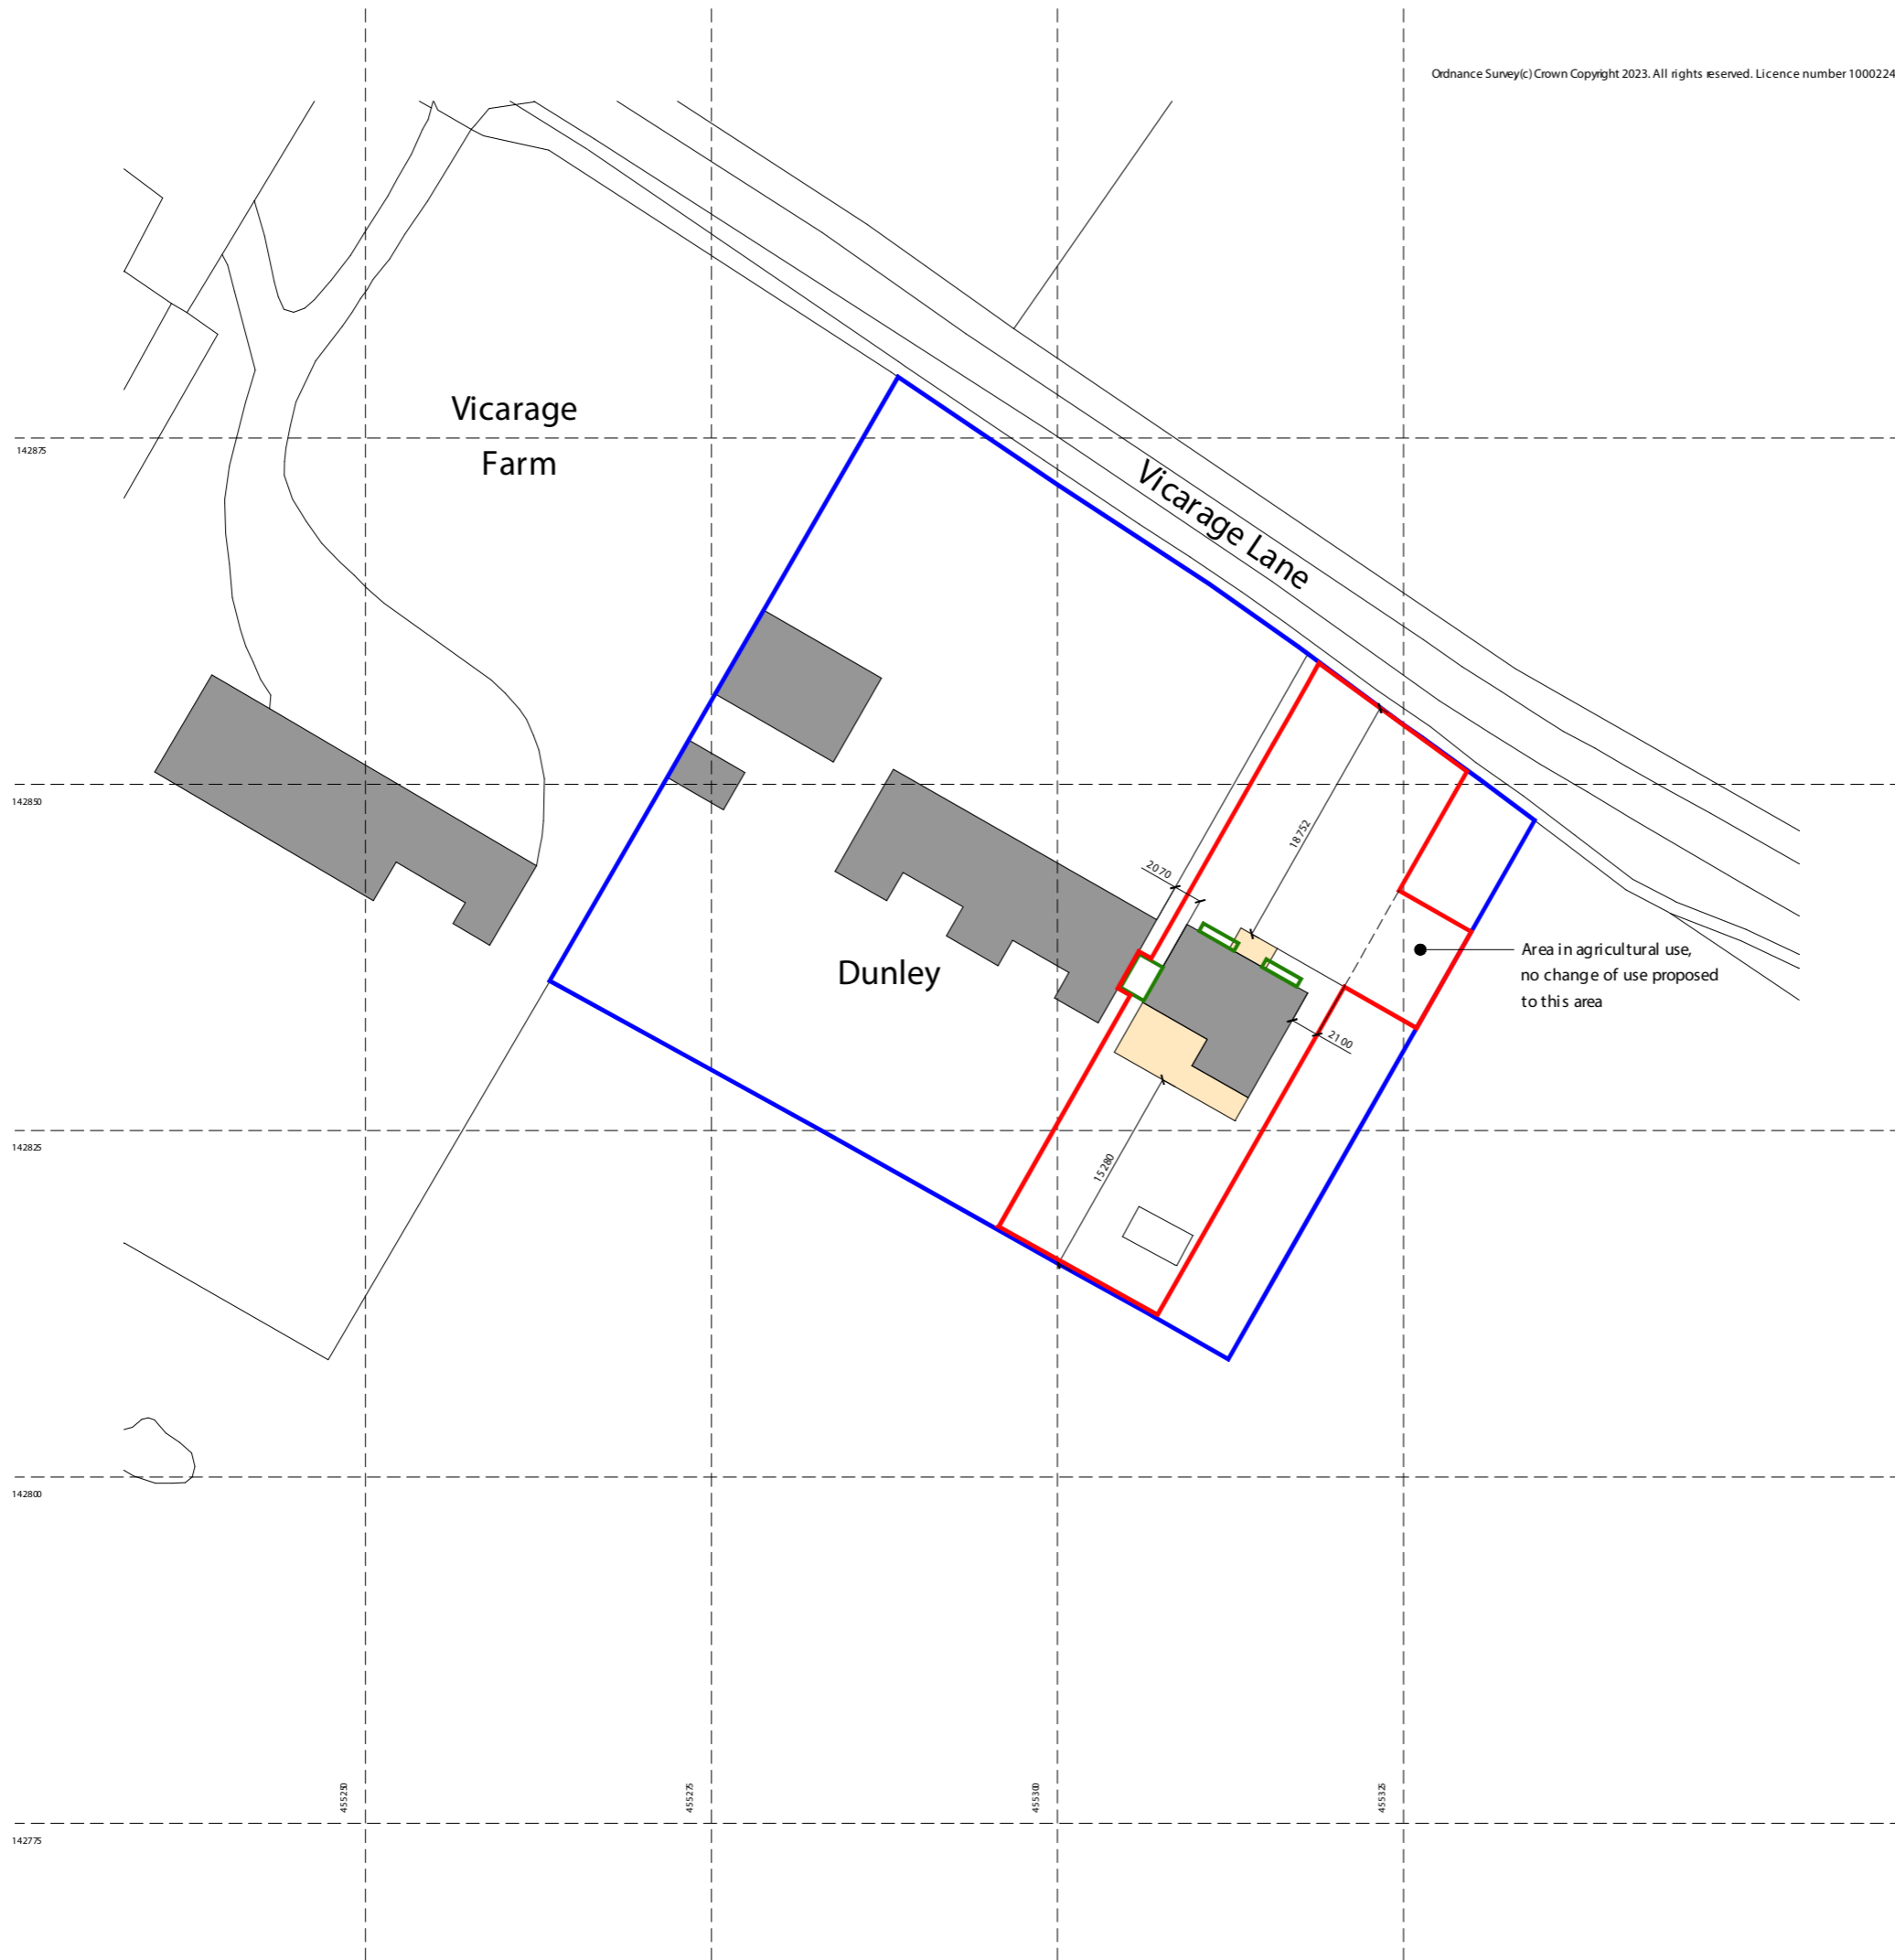 Ordnance Survey(c) Crown Copyright 2023. All rights reserved. Licence number 1000224
Vicarage
Farm
142875
Vicarage Lane
142850
18752
2070
Area in agricultural use,
no change of use proposed
to this area
Dunley
2100
142825
15280
142800
455250
455275
455300
455325
142775